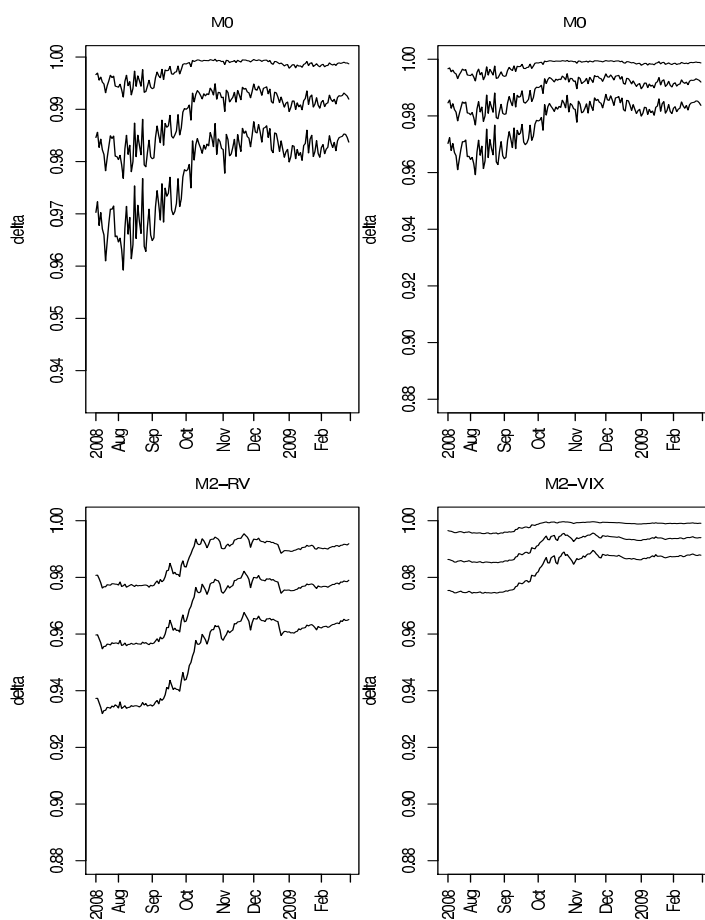 M0
M0
delta
0.94 0.95 0.96 0.97 0.98 0.99 1.00
2008 Aug Sep Oct Nov Dec 2009 Feb
delta
0.88 0.90 0.92 0.94 0.96 0.98 1.00
2008 Aug Sep Oct Nov Dec 2009 Feb
M2−RV
M2−VIX
delta
0.88 0.90 0.92 0.94 0.96 0.98 1.00
2008 Aug Sep Oct Nov Dec 2009 Feb
delta
0.88 0.90 0.92 0.94 0.96 0.98 1.00
2008 Aug Sep Oct Nov Dec 2009 Feb